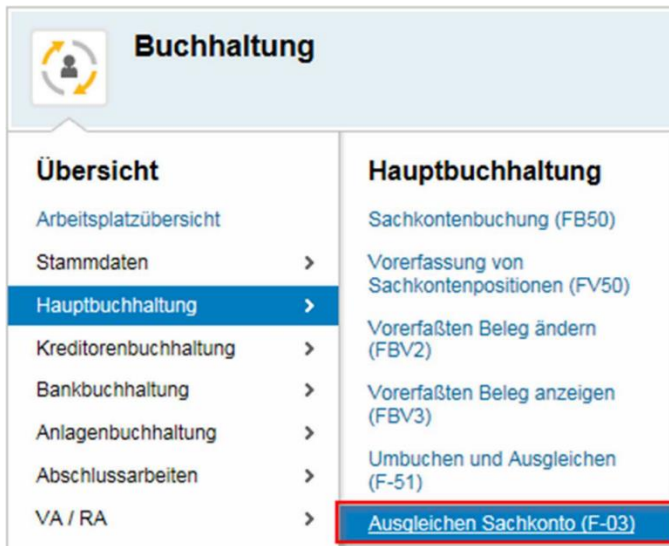 Buchhaltung
Übersicht
Arbeitsplatzübersicht
Stammdaten
Hauptbuchhaltung
Kreditorenbuchhaltung
Bankbuchhaltung
Anlagenbuchhaltung
Abschlussarbeiten
VA / RA
Hauptbuchhaltung
Sachkontenbuchung (FB50)
Vorerfassung von
Sachkontenpositionen (FV50)
Vorerfaßten Beleg ändern
(FBV2)
Vorerfaßten Beleg anzeigen
(FBV3)
Umbuchen und Ausgleichen
(F-51)
Ausgleichen Sachkonto (F-03)